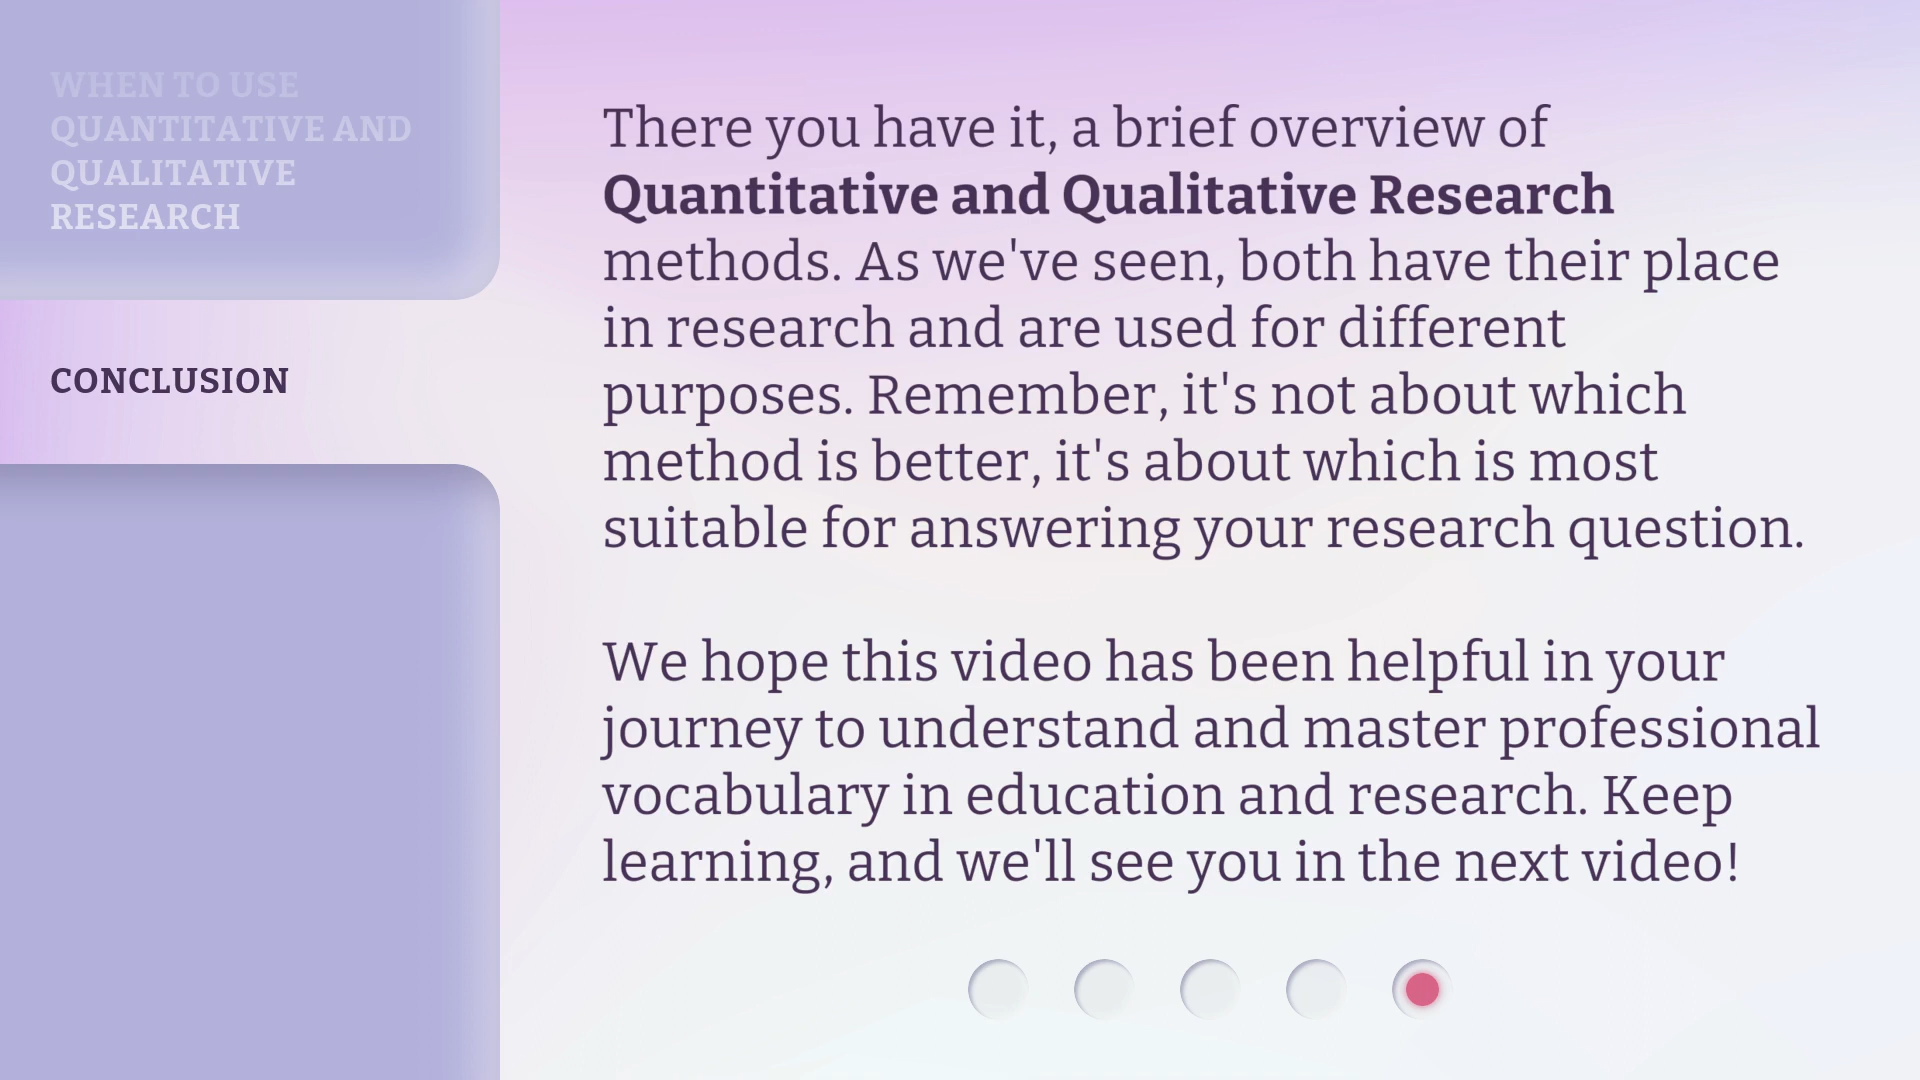 WHEN TO USE
QUANTITATIVE AND
QUALITATIVE
RESEARCH
CONCLUSION
There you have it, a brief overview of
Quantitative and Qualitative Research
methods. As we've seen, both have their place
in research and are used for different
purposes. Remember, it's not about which
method is better, it's about which is most
suitable for answering your research question.
We hope this video has been helpful in your
journey to understand and master professional
vocabulary in education and research. Keep
learning, and we'll see you in the next video!